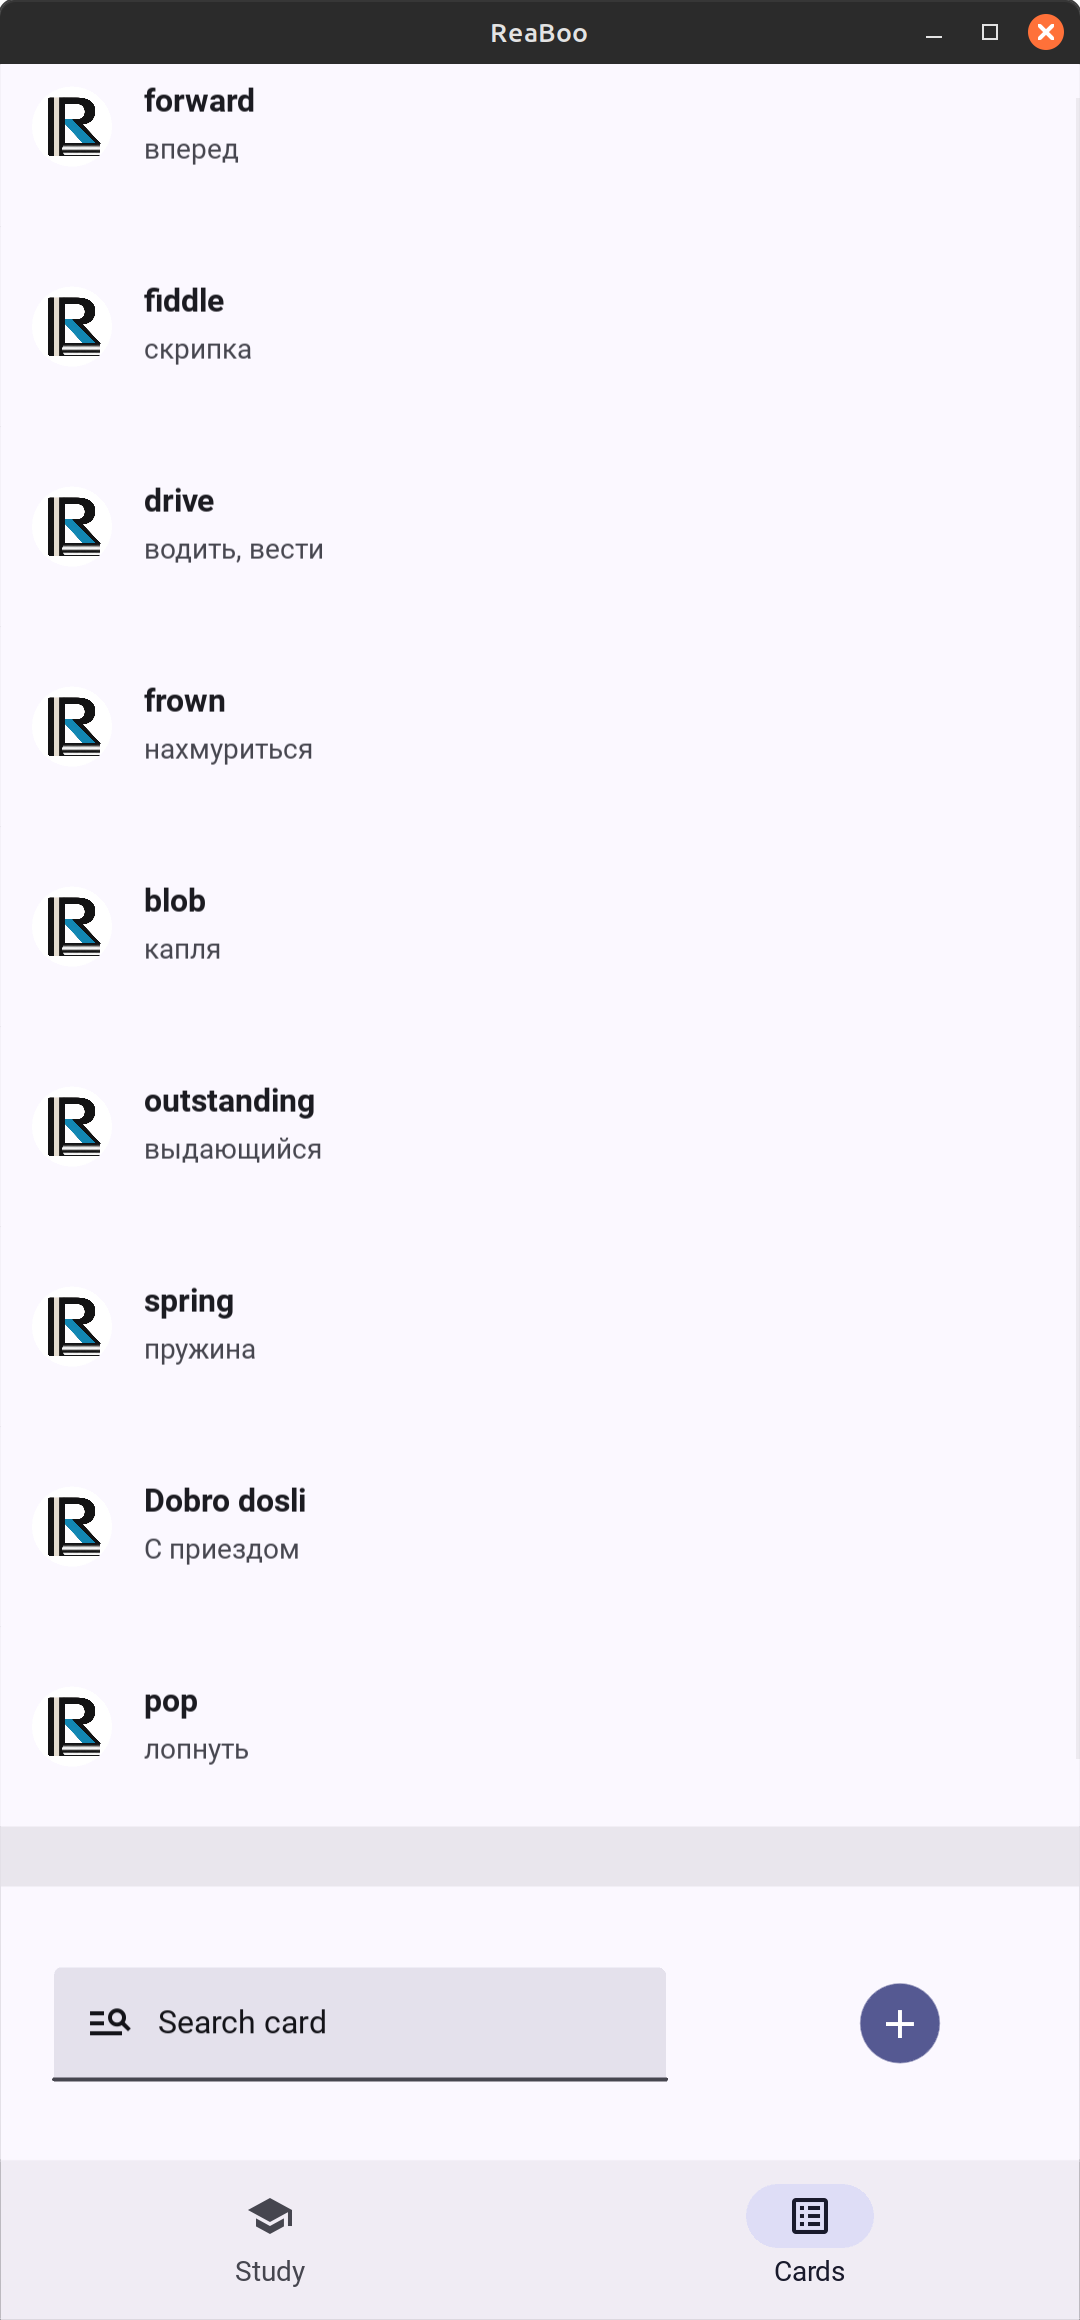 ReaBoo
forward
вперед
fiddle
скрипка
drive
водить, вести
frown
нахмуриться
blob
капля
outstanding
выдающийся
spring
пружина
Dobro dosli
С приездом
pop
лопнуть
Search card
Study
Cards